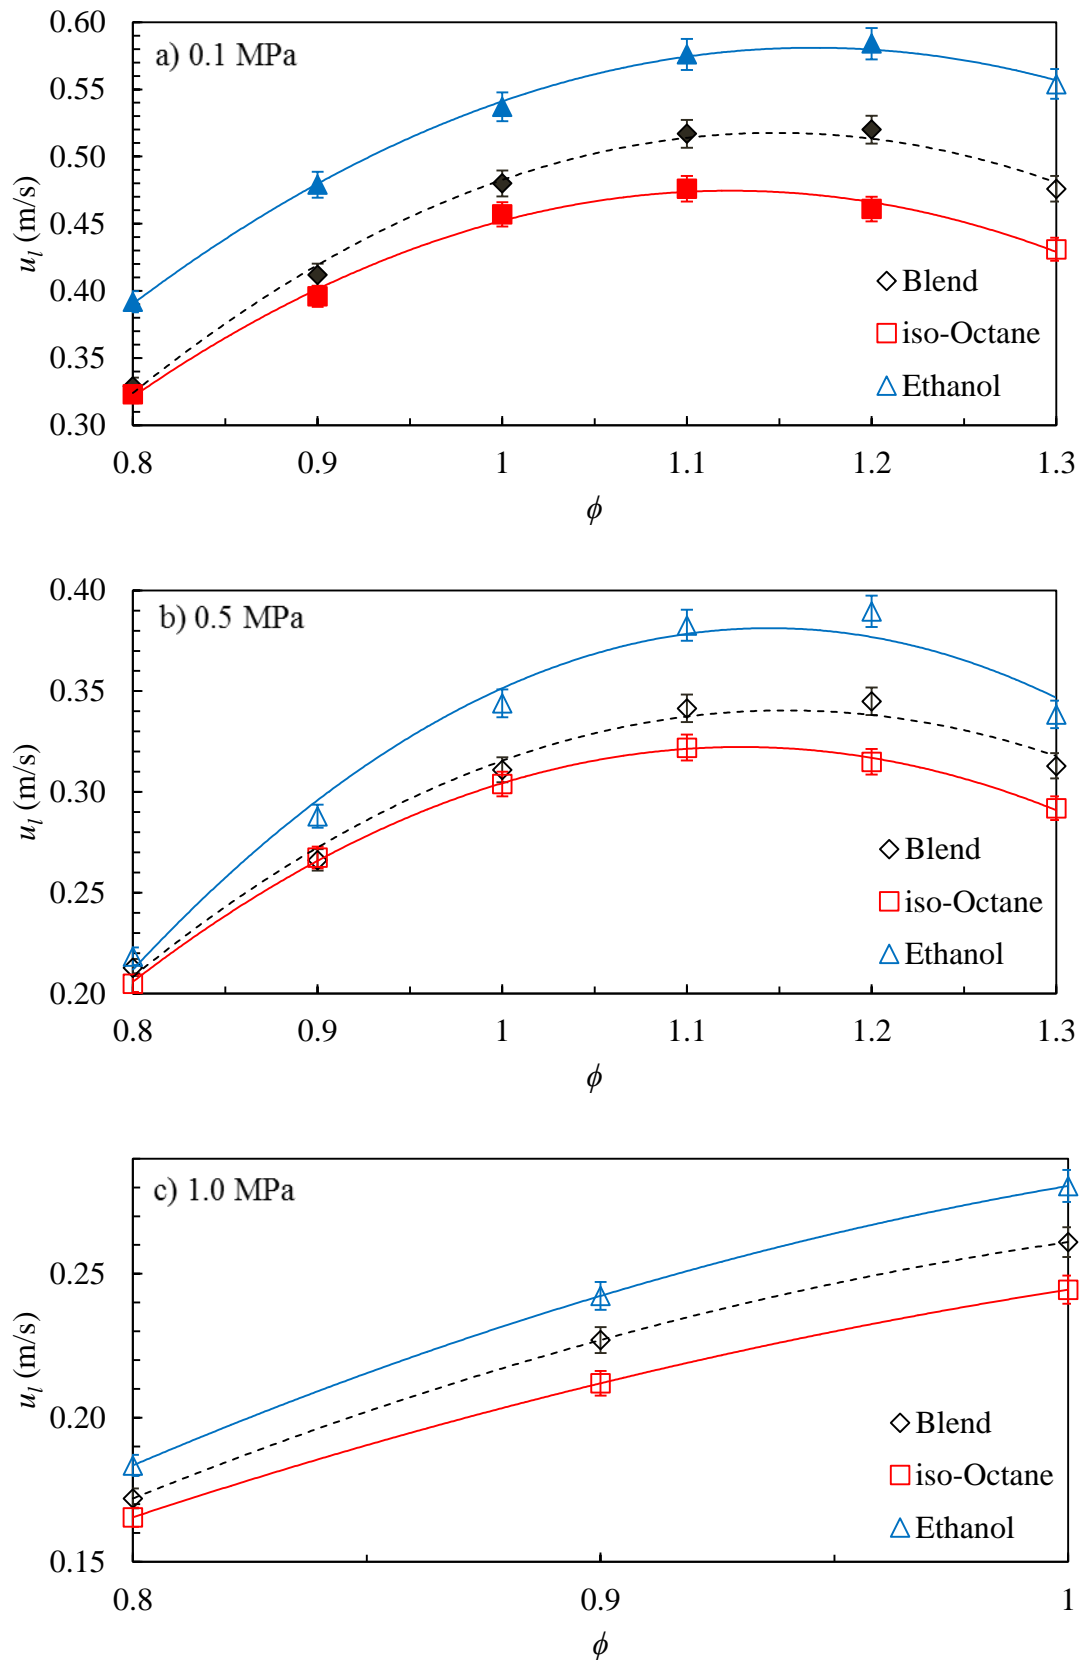 a) 0.1 MPa
0.60
0.55
0.50
0.45
0.40
0.35
0.30
u_l (m/s)
0.8 0.9 1 1.1 1.2 1.3
ϕ
Blend
iso-Octane
Ethanol
b) 0.5 MPa
0.40
0.35
0.30
0.25
0.20
u_l (m/s)
0.8 0.9 1 1.1 1.2 1.3
ϕ
Blend
iso-Octane
Ethanol
c) 1.0 MPa
0.25
0.20
0.15
u_l (m/s)
0.8 0.9 1
ϕ
Blend
iso-Octane
Ethanol